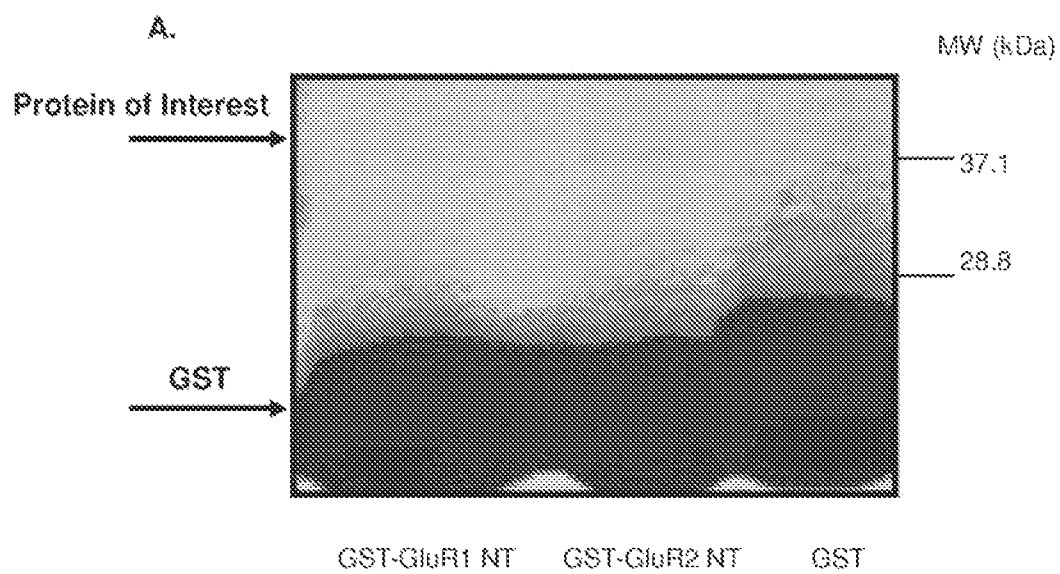 A.
MW (kDa)
Protein of Interest
37.1
28.8
GST
GST-GluR1 NT
GST-GluR2 NT
GST